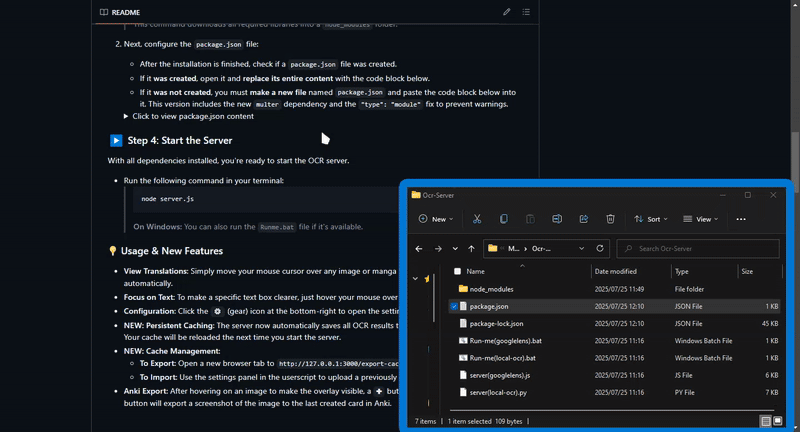 This command downloads all required libraries into a node_modules folder.
README
2. Next, configure the package.json file:
After the installation is finished, check if a package.json file was created.
If it was created, open it and replace its entire content with the code block below.
If it was not created, you must make a new file named package.json and paste the code block below into
it. This version includes the new multer dependency and the "type": "module" fix to prevent warnings.
Click to view package.json content
Step 4: Start the Server
With all dependencies installed, you're ready to start the OCR server.
Run the following command in your terminal:
node server.js
On Windows: You can also run the Runme.bat file if it's available.
Usage & New Features
View Translations: Simply move your mouse cursor over any image or manga
automatically.
Focus on Text: To make a specific text box clearer, just hover your mouse over
Configuration: Click the (gear) icon at the bottom-right to open the settin
NEW: Persistent Caching: The server now automatically saves all OCR results t
Your cache will be reloaded the next time you start the server.
NEW: Cache Management:
To Export: Open a new browser tab to http://127.0.0.1:3000/export-cac
To Import: Use the settings panel in the userscript to upload a previously
Anki Export: After hovering on an image to make the overlay visible, a + bu
button will export a screenshot of the image to the last created card in Anki.
Ocr-Server
New
Sort
View
M... > Ocr-...
Search Ocr-Server
Name Date modified Type Size
node_modules 2025/07/25 11:49 File folder
package.json 2025/07/25 12:10 JSON File 1 KB
package-lock.json 2025/07/25 12:10 JSON File 45 KB
Run-me(googlelens).bat 2025/07/25 11:16 Windows Batch File 1 KB
Run-me(local-ocr).bat 2025/07/25 11:16 Windows Batch File 1 KB
server(googlelens).js 2025/07/25 11:16 JS File 6 KB
server(local-ocr).py 2025/07/25 11:16 PY File 7 KB
7 items 1 item selected 109 bytes